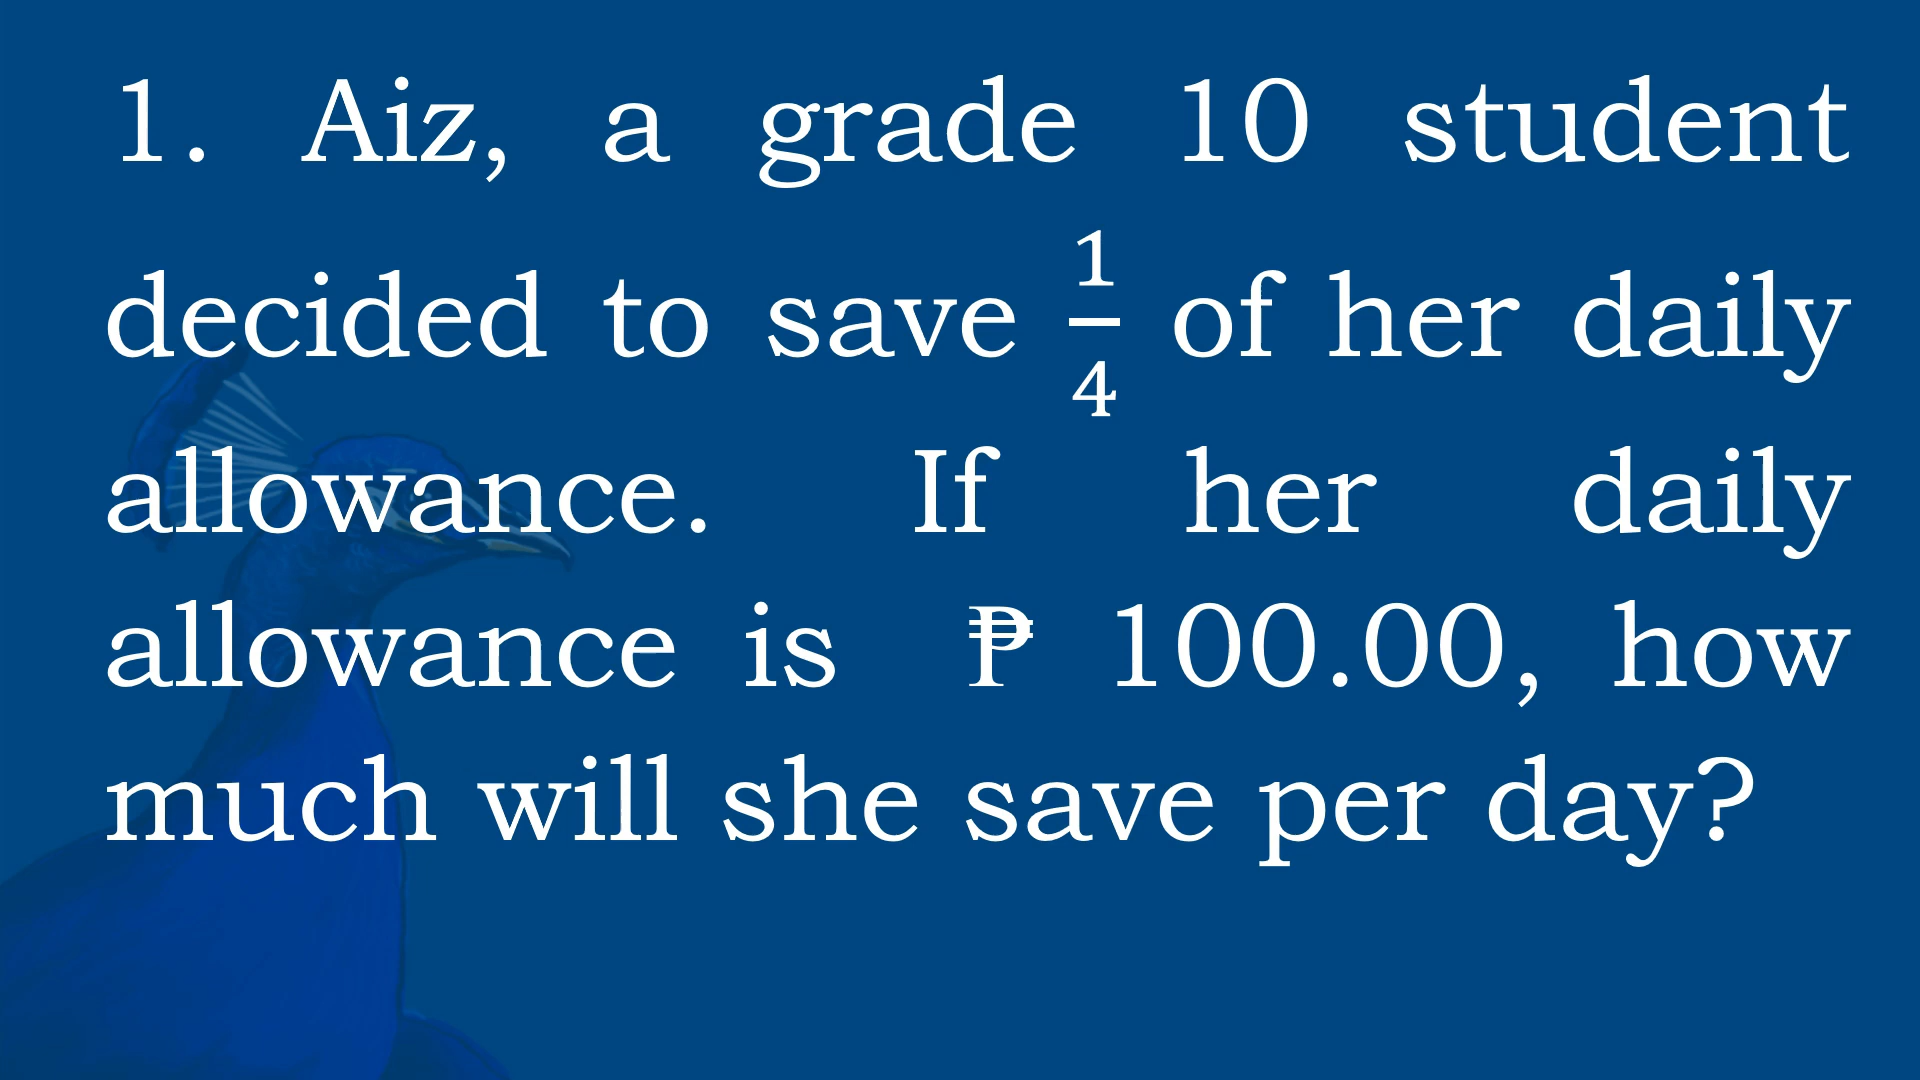 1. Aiz, a grade 10 student
decided to save 1/4 of her daily
allowance. If her daily
allowance is ₱ 100.00, how
much will she save per day?